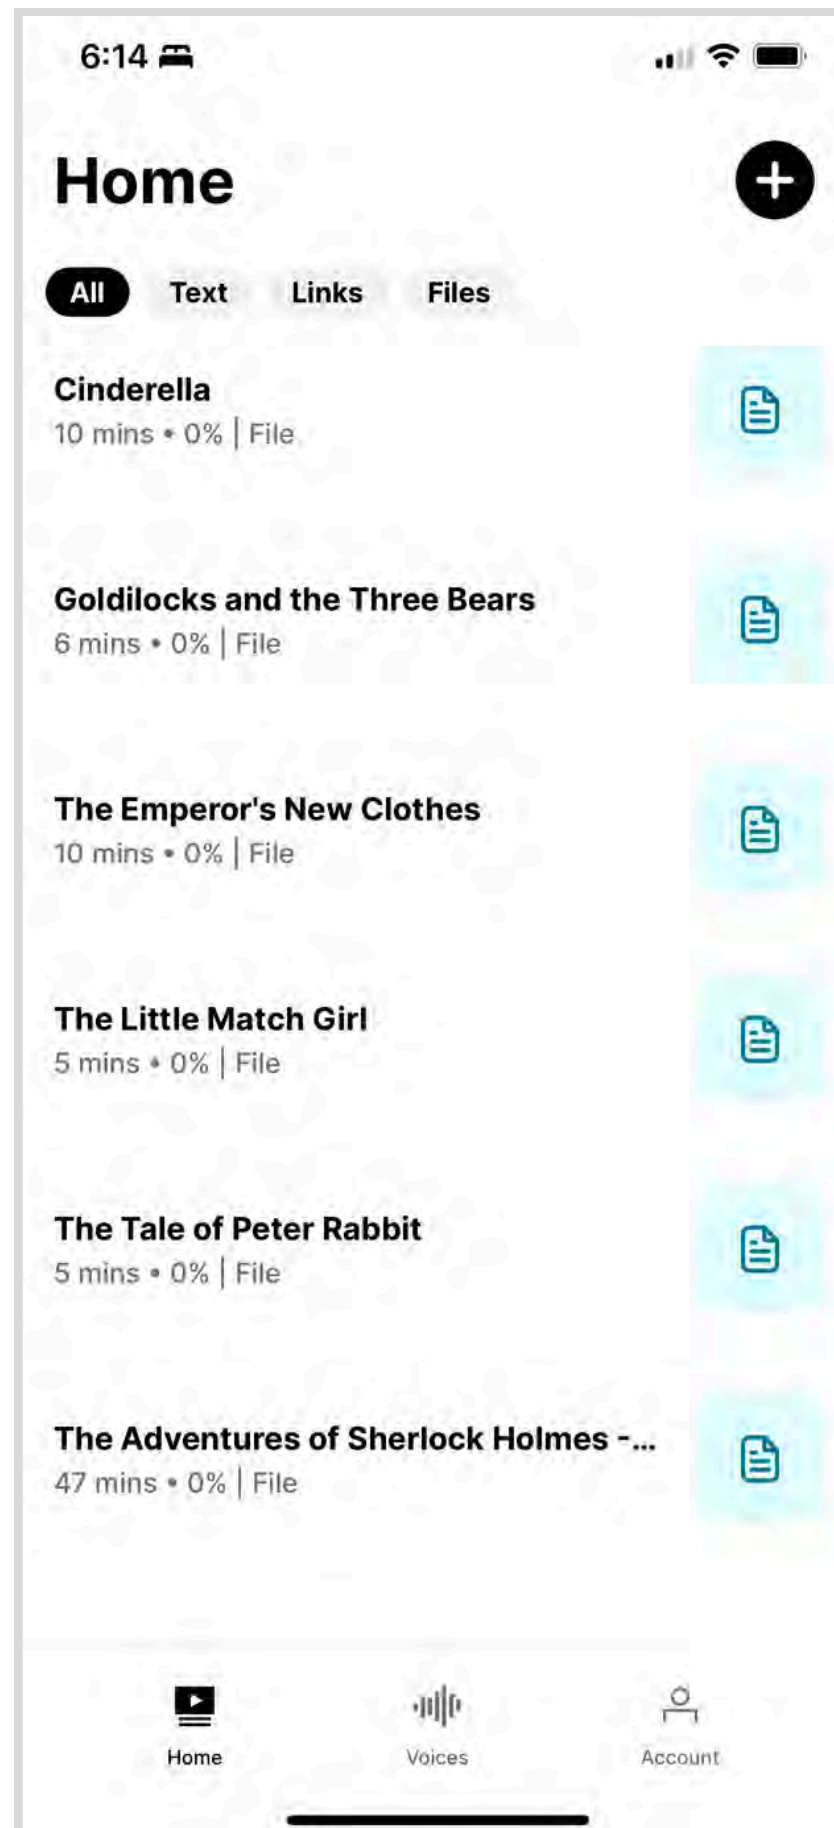 6:14
Home
All Text Links Files
Cinderella
10 mins • 0% | File
Goldilocks and the Three Bears
6 mins • 0% | File
The Emperor's New Clothes
10 mins • 0% | File
The Little Match Girl
5 mins • 0% | File
The Tale of Peter Rabbit
5 mins • 0% | File
The Adventures of Sherlock Holmes -...
47 mins • 0% | File
Home Voices Account